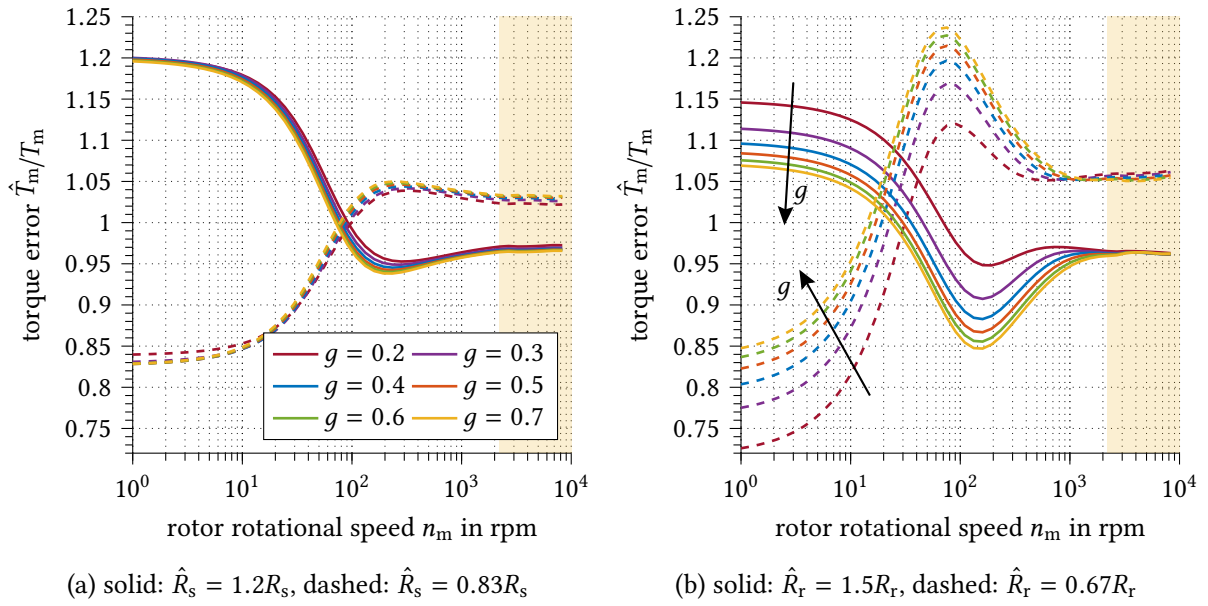 torque error T̂m/Tm
1.25
1.2
1.15
1.1
1.05
1
0.95
0.9
0.85
0.8
0.75
g = 0.2 g = 0.3
g = 0.4 g = 0.5
g = 0.6 g = 0.7
10^0 10^1 10^2 10^3 10^4
rotor rotational speed nm in rpm
(a) solid: R̂s = 1.2Rs, dashed: R̂s = 0.83Rs
torque error T̂m/Tm
1.25
1.2
1.15
1.1
1.05
1
0.95
0.9
0.85
0.8
0.75
g
g
10^0 10^1 10^2 10^3 10^4
rotor rotational speed nm in rpm
(b) solid: R̂r = 1.5Rr, dashed: R̂r = 0.67Rr